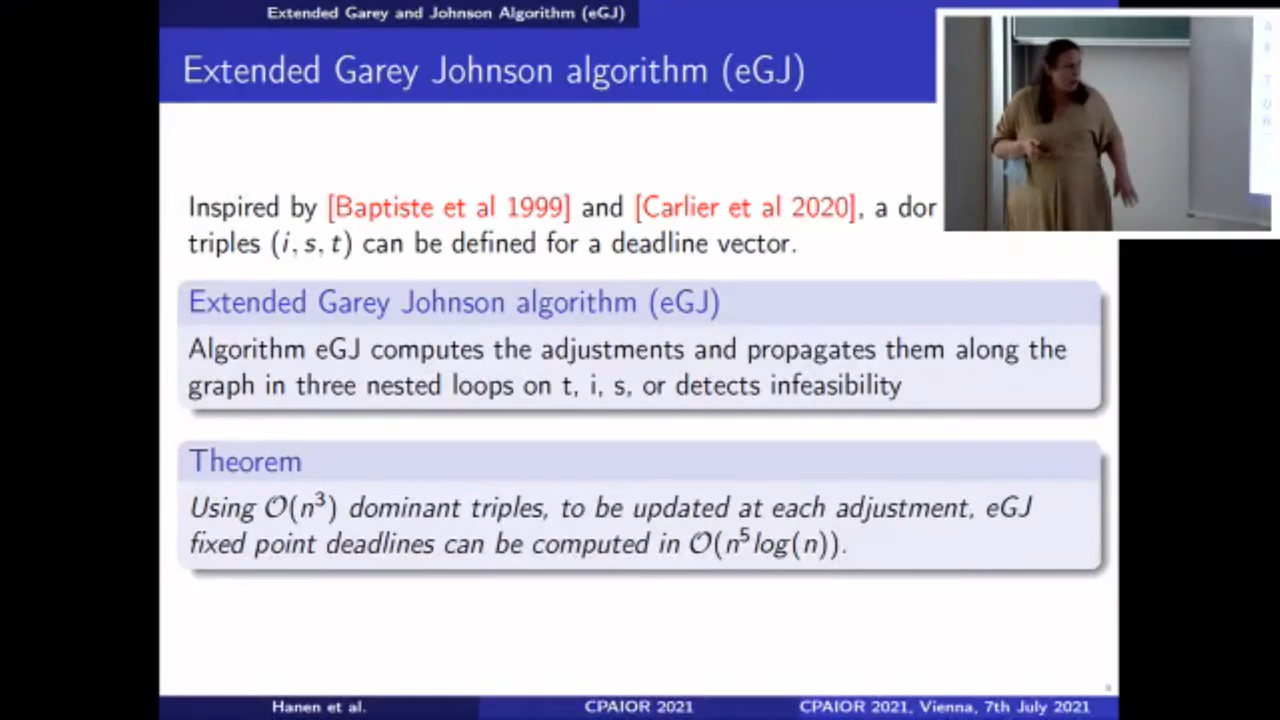 Extended Garey and Johnson Algorithm (eGJ)
Extended Garey Johnson algorithm (eGJ)
Inspired by [Baptiste et al 1999] and [Carlier et al 2020], a dor
triples (i, s, t) can be defined for a deadline vector.
Extended Garey Johnson algorithm (eGJ)
Algorithm eGJ computes the adjustments and propagates them along the
graph in three nested loops on t, i, s, or detects infeasibility
Theorem
Using O(n³) dominant triples, to be updated at each adjustment, eGJ
fixed point deadlines can be computed in O(n⁵log(n)).
Hanen et al.
CPAIOR 2021
CPAIOR 2021, Vienna, 7th July 2021